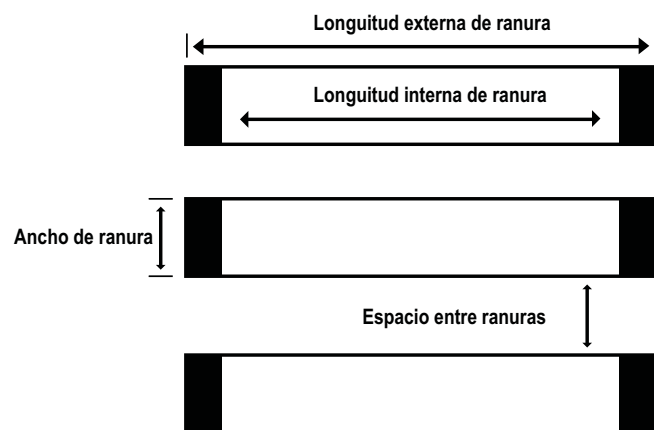 Longuitud externa de ranura
Longuitud interna de ranura
Ancho de ranura
Espacio entre ranuras